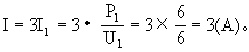 I = 3I₁ = 3·P₁/U₁ = 3×6/6 = 3(A)。